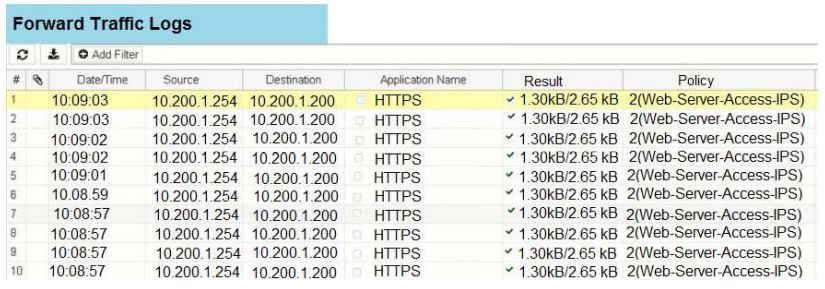 Forward Traffic Logs
Add Filter
# Date/Time Source Destination Application Name Result Policy
1 10:09:03 10.200.1.254 10.200.1.200 HTTPS 1.30kB/2.65 kB 2(Web-Server-Access-IPS)
2 10:09:03 10.200.1.254 10.200.1.200 HTTPS 1.30kB/2.65 kB 2(Web-Server-Access-IPS)
3 10:09:02 10.200.1.254 10.200.1.200 HTTPS 1.30kB/2.65 kB 2(Web-Server-Access-IPS)
4 10:09:02 10.200.1.254 10.200.1.200 HTTPS 1.30kB/2.65 kB 2(Web-Server-Access-IPS)
5 10:09:01 10.200.1.254 10.200.1.200 HTTPS 1.30kB/2.65 kB 2(Web-Server-Access-IPS)
6 10.08.59 10.200.1.254 10.200.1.200 HTTPS 1.30kB/2.65 kB 2(Web-Server-Access-IPS)
7 10:08:57 10.200.1.254 10.200.1.200 HTTPS 1.30kB/2.65 kB 2(Web-Server-Access-IPS)
8 10:08:57 10.200.1.254 10.200.1.200 HTTPS 1.30kB/2.65 kB 2(Web-Server-Access-IPS)
9 10:08:57 10.200.1.254 10.200.1.200 HTTPS 1.30kB/2.65 kB 2(Web-Server-Access-IPS)
10 10:08:57 10.200.1.254 10.200.1.200 HTTPS 1.30kB/2.65 kB 2(Web-Server-Access-IPS)